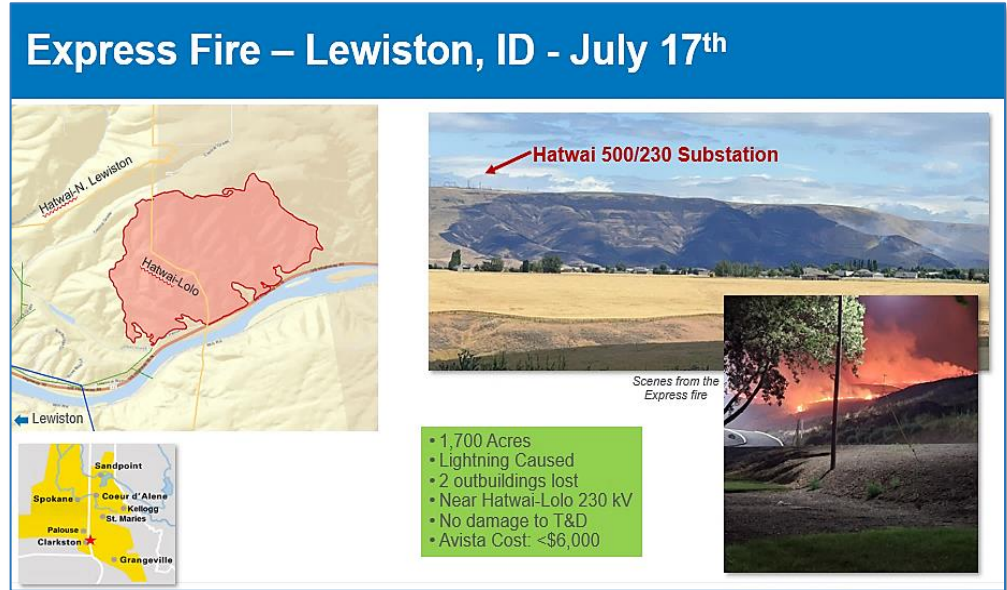 Express Fire – Lewiston, ID - July 17th
Hatwai-N. Lewiston
Hatwai-Lolo
Lewiston
Hatwai 500/230 Substation
Scenes from the
Express fire
• 1,700 Acres
• Lightning Caused
• 2 outbuildings lost
• Near Hatwai-Lolo 230 kV
• No damage to T&D
• Avista Cost: <$6,000
Sandpoint
Spokane
Coeur d'Alene
Kellogg
St. Maries
Palouse
Clarkston
Grangeville